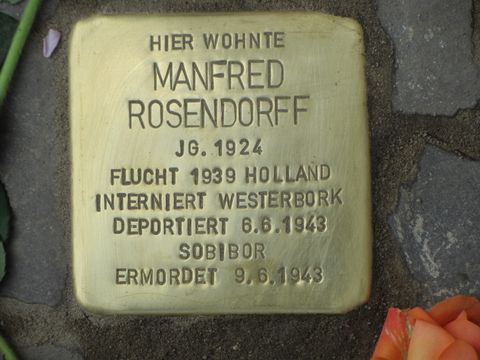 HIER WOHNTE
MANFRED
ROSENDORFF
JG. 1924
FLUCHT 1939 HOLLAND
INTERNIERT WESTERBORK
DEPORTIERT 6.6.1943
SOBIBOR
ERMORDET 9.6.1943